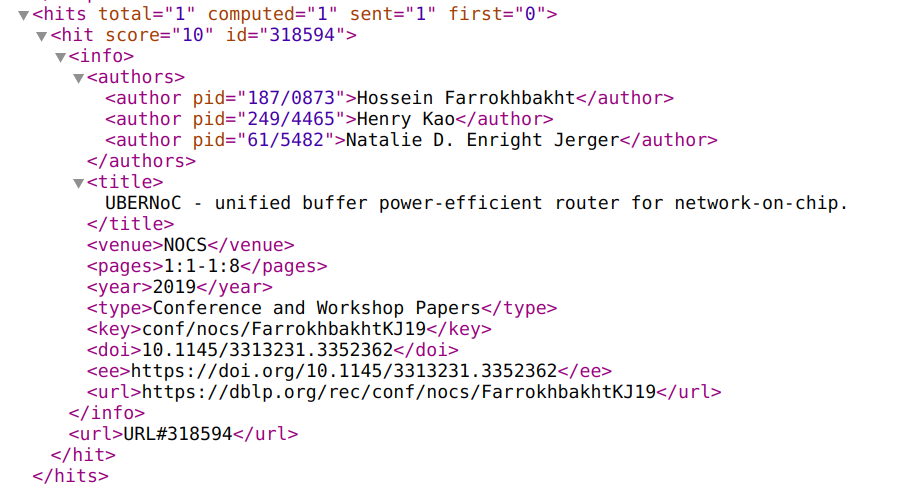 <hits total="1" computed="1" sent="1" first="0">
<hit score="10" id="318594">
<info>
<authors>
<author pid="187/0873">Hossein Farrokhbakht</author>
<author pid="249/4465">Henry Kao</author>
<author pid="61/5482">Natalie D. Enright Jerger</author>
</authors>
<title>
UBERNoC - unified buffer power-efficient router for network-on-chip.
</title>
<venue>NOCS</venue>
<pages>1:1-1:8</pages>
<year>2019</year>
<type>Conference and Workshop Papers</type>
<key>conf/nocs/FarrokhbakhtKJ19</key>
<doi>10.1145/3313231.3352362</doi>
<ee>https://doi.org/10.1145/3313231.3352362</ee>
<url>https://dblp.org/rec/conf/nocs/FarrokhbakhtKJ19</url>
</info>
<url>URL#318594</url>
</hit>
</hits>